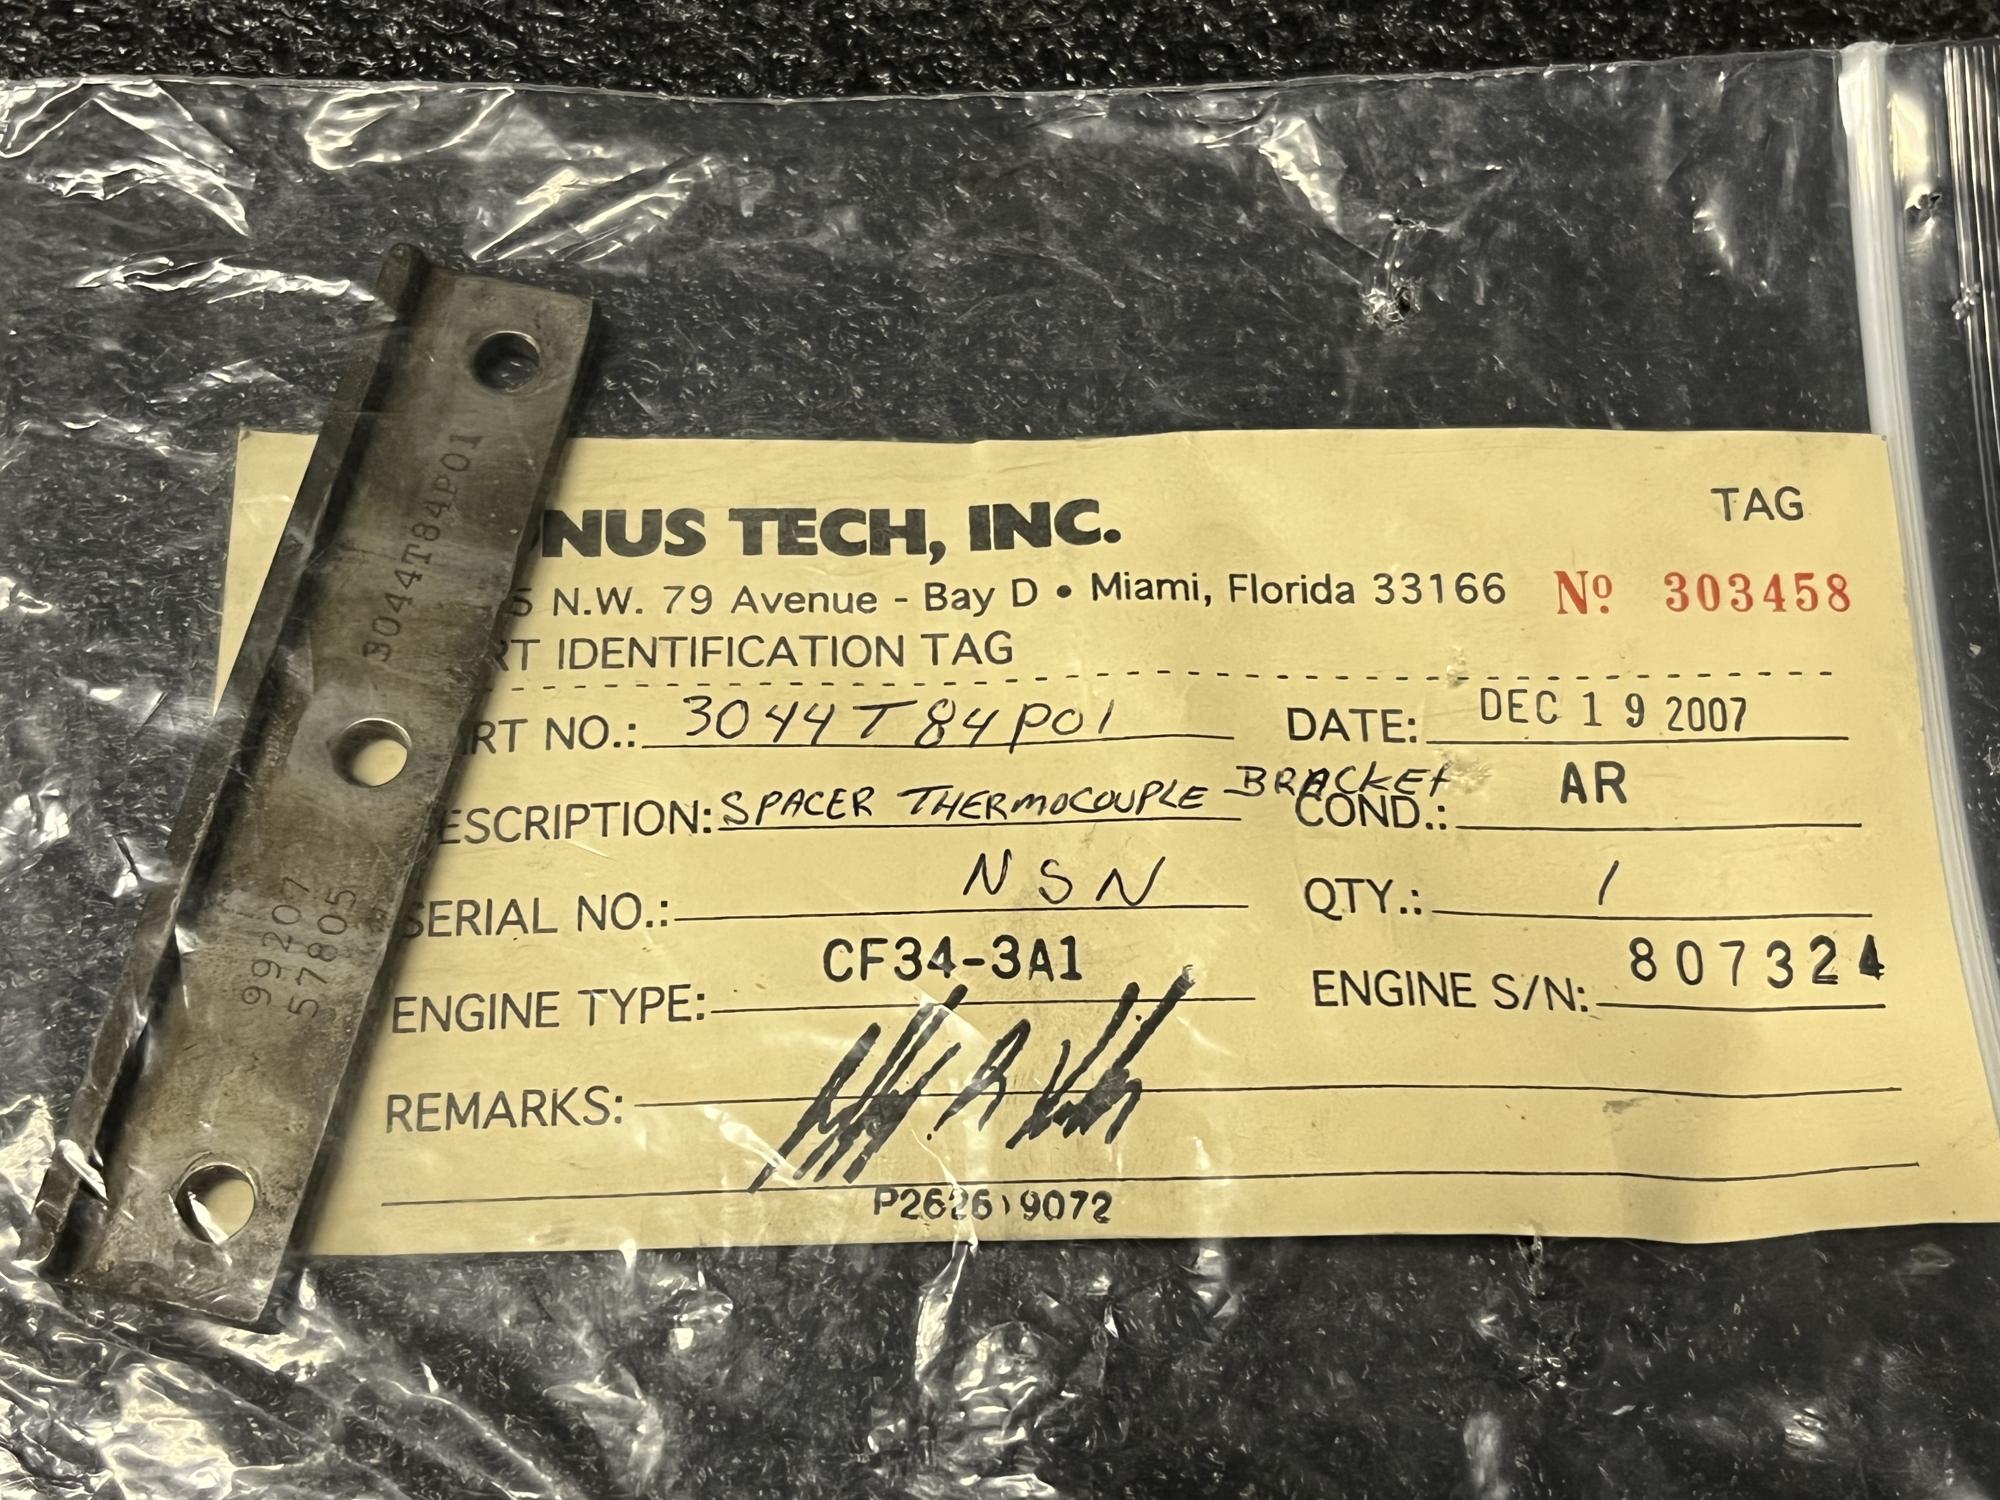 3044T84P01
99207
57805
NUS TECH, INC.
TAG
5 N.W. 79 Avenue - Bay D • Miami, Florida 33166
Nº 303458
RT IDENTIFICATION TAG
RT NO.: 3044T84P01
DATE: DEC 19 2007
ESCRIPTION: SPACER THERMOCOUPLE BRACKET
COND.: AR
SERIAL NO.: NSN
QTY.: 1
ENGINE TYPE: CF34-3A1
ENGINE S/N: 807324
REMARKS: